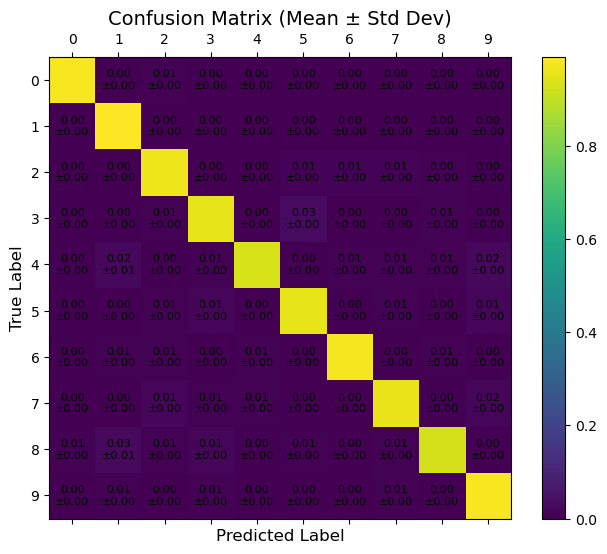 Confusion Matrix (Mean ± Std Dev)
0 1 2 3 4 5 6 7 8 9
0.00 0.01 0.00 0.00 0.00 0.00 0.00 0.00 0.00
0
±0.00 ±0.00 ±0.00 ±0.00 ±0.00 ±0.00 ±0.00 ±0.00 ±0.00
0.00 0.00 0.00 0.00 0.00 0.00 0.00 0.00 0.00
1
±0.00 ±0.00 ±0.00 ±0.00 ±0.00 ±0.00 ±0.00 ±0.00 ±0.00
0.00 0.00 0.00 0.00 0.01 0.01 0.01 0.00 0.00
2
±0.00 ±0.00 ±0.00 ±0.00 ±0.00 ±0.00 ±0.00 ±0.00 ±0.00
0.00 0.00 0.01 0.00 0.03 0.00 0.00 0.01 0.00
3
±0.00 ±0.00 ±0.00 ±0.00 ±0.00 ±0.00 ±0.00 ±0.00 ±0.00
0.00 0.02 0.00 0.01 0.00 0.01 0.01 0.00 0.02
4
±0.00 ±0.01 ±0.00 ±0.00 ±0.00 ±0.00 ±0.00 ±0.00 ±0.00
0.00 0.00 0.01 0.01 0.00 0.00 0.01 0.00 0.01
5
±0.00 ±0.00 ±0.00 ±0.00 ±0.00 ±0.00 ±0.00 ±0.00 ±0.00
0.00 0.01 0.01 0.00 0.01 0.00 0.00 0.01 0.00
6
±0.00 ±0.00 ±0.00 ±0.00 ±0.00 ±0.00 ±0.00 ±0.00 ±0.00
0.00 0.00 0.01 0.01 0.01 0.00 0.00 0.00 0.02
7
±0.00 ±0.00 ±0.00 ±0.00 ±0.00 ±0.00 ±0.00 ±0.00 ±0.00
0.01 0.03 0.01 0.01 0.00 0.01 0.00 0.01 0.00
8
±0.00 ±0.01 ±0.00 ±0.00 ±0.00 ±0.00 ±0.00 ±0.00 ±0.00
0.00 0.01 0.00 0.01 0.00 0.00 0.00 0.01 0.00
9
±0.00 ±0.00 ±0.00 ±0.00 ±0.00 ±0.00 ±0.00 ±0.00 ±0.00
True Label
Predicted Label
0.8
0.6
0.4
0.2
0.0